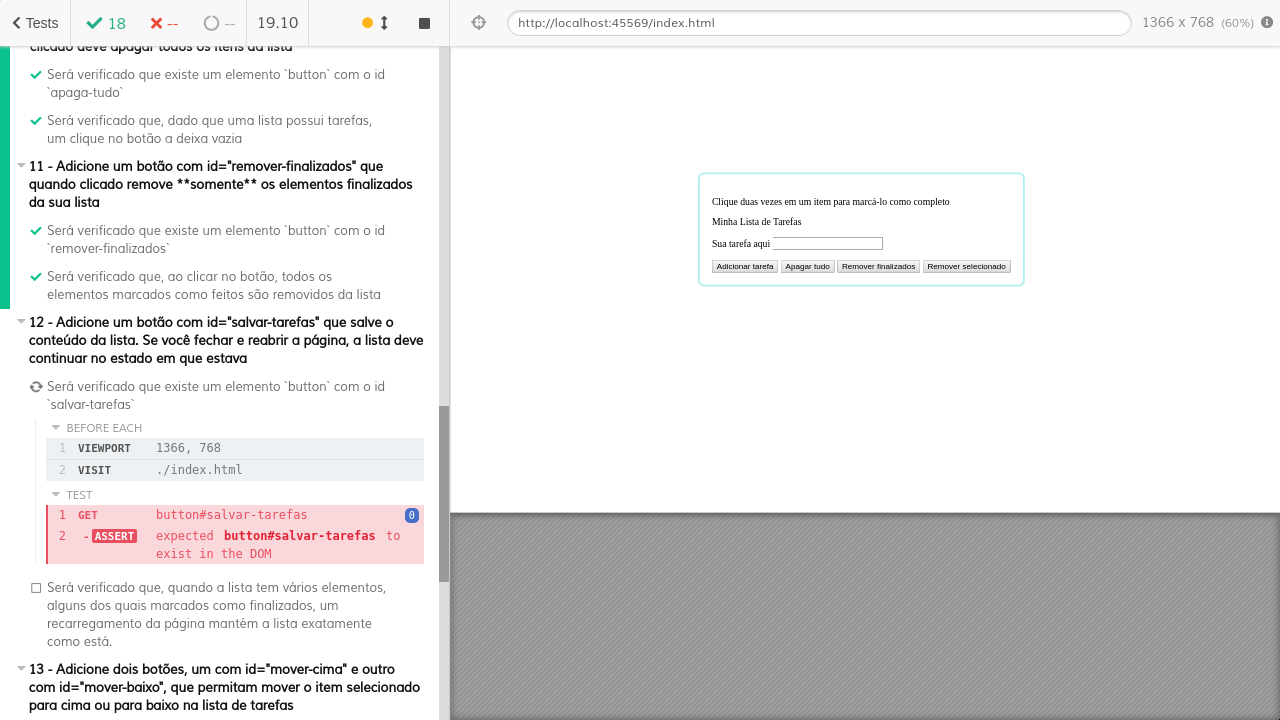 Tests
18
--
--
19.10
http://localhost:45569/index.html
1366 x 768 (60%)
clicado deve apagar todos os itens da lista
Será verificado que existe um elemento `button` com o id
`apaga-tudo`
Será verificado que, dado que uma lista possui tarefas,
um clique no botão a deixa vazia
11 - Adicione um botão com id="remover-finalizados" que
quando clicado remove **somente** os elementos finalizados
da sua lista
Será verificado que existe um elemento `button` com o id
`remover-finalizados`
Será verificado que, ao clicar no botão, todos os
elementos marcados como feitos são removidos da lista
12 - Adicione um botão com id="salvar-tarefas" que salve o
conteúdo da lista. Se você fechar e reabrir a página, a lista deve
continuar no estado em que estava
Será verificado que existe um elemento `button` com o id
`salvar-tarefas`
BEFORE EACH
1 VIEWPORT 1366, 768
2 VISIT ./index.html
TEST
1 GET button#salvar-tarefas 0
2 - ASSERT expected button#salvar-tarefas to
exist in the DOM
Será verificado que, quando a lista tem vários elementos,
alguns dos quais marcados como finalizados, um
recarregamento da página mantém a lista exatamente
como está.
13 - Adicione dois botões, um com id="mover-cima" e outro
com id="mover-baixo", que permitam mover o item selecionado
para cima ou para baixo na lista de tarefas
Clique duas vezes em um item para marcá-lo como completo
Minha Lista de Tarefas
Sua tarefa aqui
Adicionar tarefa Apagar tudo Remover finalizados Remover selecionado